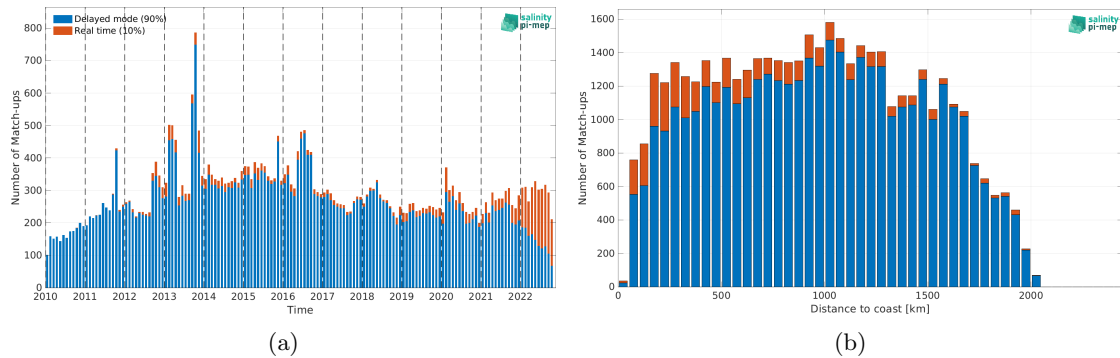 Delayed mode (90%)
Real time (10%)
salinity
pi-mep
800
700
600
500
400
300
200
100
0
Number of Match-ups
2010 2011 2012 2013 2014 2015 2016 2017 2018 2019 2020 2021 2022
Time
(a)
salinity
pi-mep
1600
1400
1200
1000
800
600
400
200
0
Number of Match-ups
0 500 1000 1500 2000
Distance to coast [km]
(b)